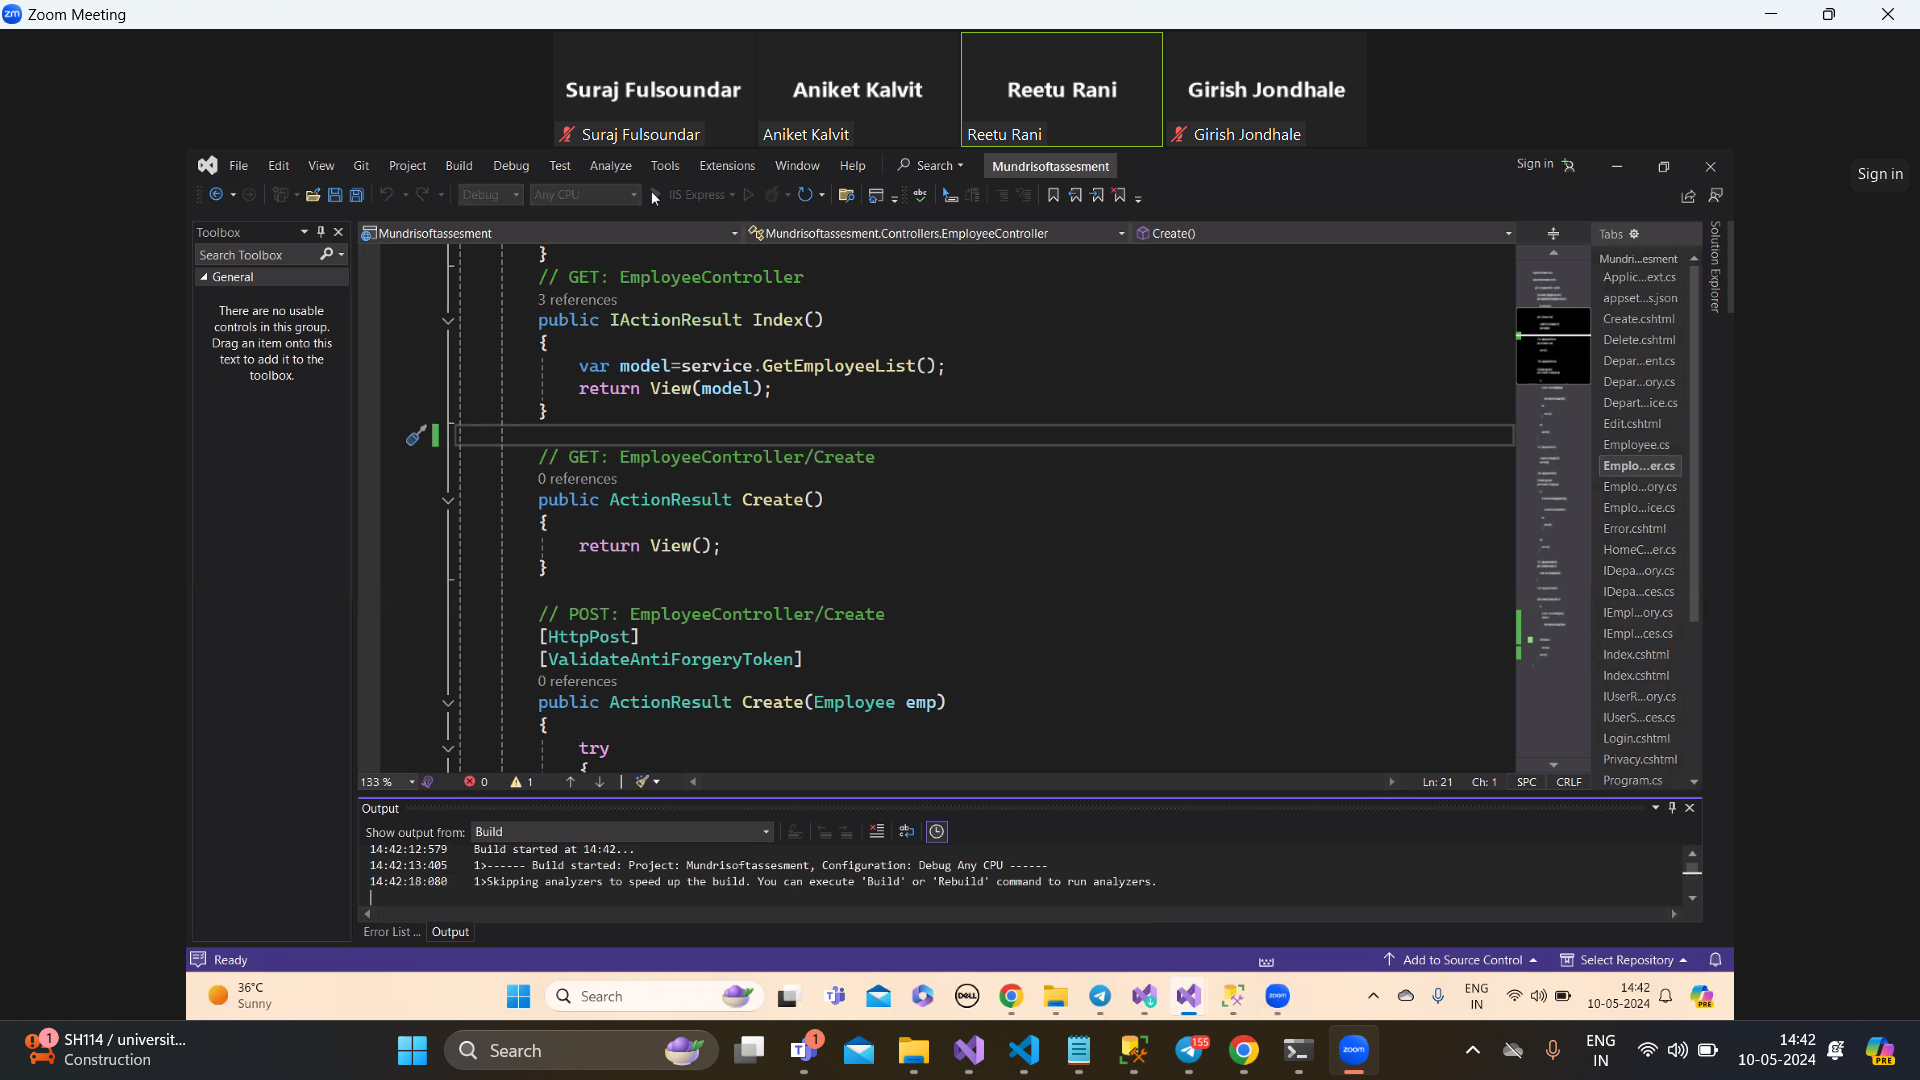 Zoom Meeting
Suraj Fulsoundar
Aniket Kalvit
Reetu Rani
Girish Jondhale
Suraj Fulsoundar
Aniket Kalvit
Reetu Rani
Girish Jondhale
Sign in
File Edit View Git Project Build Debug Test Analyze Tools Extensions Window Help Search Mundrisoftassesment
Sign in
Debug Any CPU IIS Express
Toolbox
Search Toolbox
General
There are no usable
controls in this group.
Drag an item onto this
text to add it to the
toolbox.
Mundrisoftassesment
Mundrisoftassesment.Controllers.EmployeeController
Create()
}
// GET: EmployeeController
3 references
public IActionResult Index()
{
var model=service.GetEmployeeList();
return View(model);
}
// GET: EmployeeController/Create
0 references
public ActionResult Create()
{
return View();
}
// POST: EmployeeController/Create
[HttpPost]
[ValidateAntiForgeryToken]
0 references
public ActionResult Create(Employee emp)
{
try
{
Tabs
Mundri...esment
Applic...ext.cs
appset...s.json
Create.cshtml
Delete.cshtml
Depar...ent.cs
Depar...ory.cs
Depart...ice.cs
Edit.cshtml
Employee.cs
Emplo...er.cs
Emplo...ory.cs
Emplo...ice.cs
Error.cshtml
HomeC...er.cs
IDepa...ory.cs
IDepa...ces.cs
IEmpl...ory.cs
IEmpl...ces.cs
Index.cshtml
Index.cshtml
IUserR...ory.cs
IUserS...ces.cs
Login.cshtml
Privacy.cshtml
Program.cs
Solution Explorer
133 % 0 1 Ln: 21 Ch: 1 SPC CRLF
Output
Show output from: Build
14:42:12:579 Build started at 14:42...
14:42:13:405 1>------ Build started: Project: Mundrisoftassesment, Configuration: Debug Any CPU ------
14:42:18:080 1>Skipping analyzers to speed up the build. You can execute 'Build' or 'Rebuild' command to run analyzers.
Error List ... Output
Ready
Add to Source Control
Select Repository
36°C
Sunny
Search
DELL
zoom
PRE
ENG
IN
14:42
10-05-2024
SH114 / universit...
Construction
1
Search
1
155
zoom
ENG
IN
14:42
10-05-2024
PRE